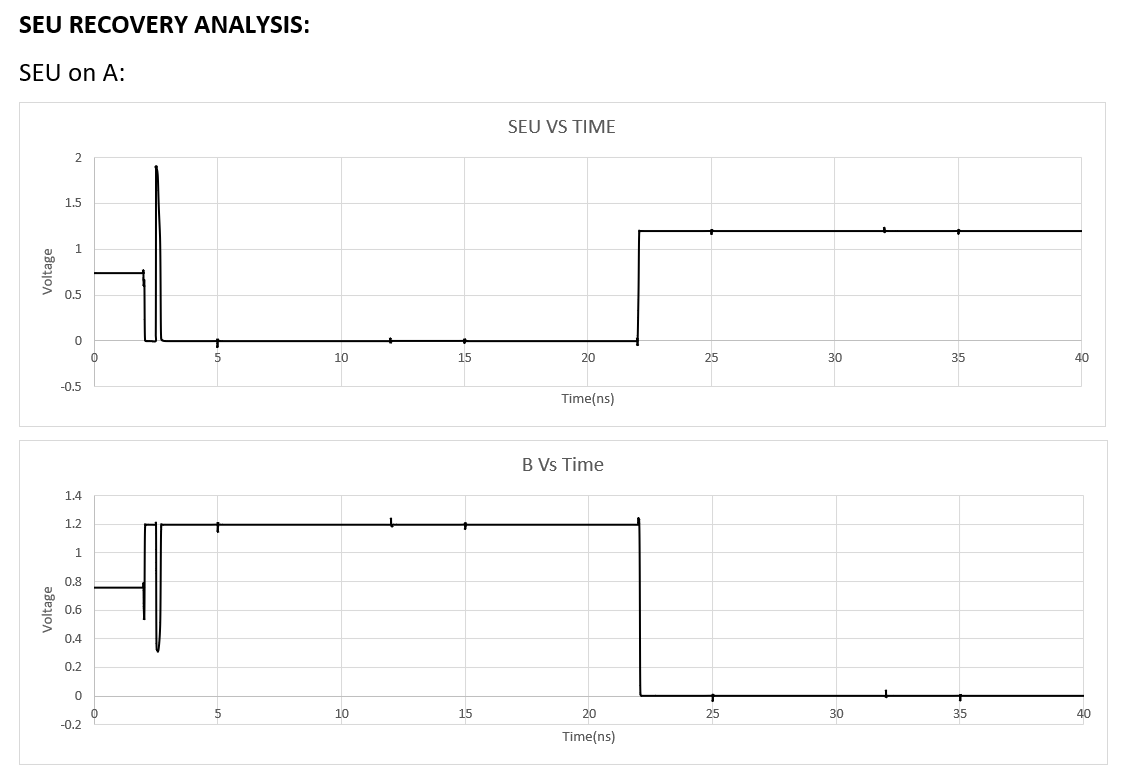 SEU RECOVERY ANALYSIS:
SEU on A:
SEU VS TIME
2
1.5
1
0.5
0
-0.5
Voltage
0 5 10 15 20 25 30 35 40
Time(ns)
B Vs Time
1.4
1.2
1
0.8
0.6
0.4
0.2
0
-0.2
Voltage
0 5 10 15 20 25 30 35 40
Time(ns)